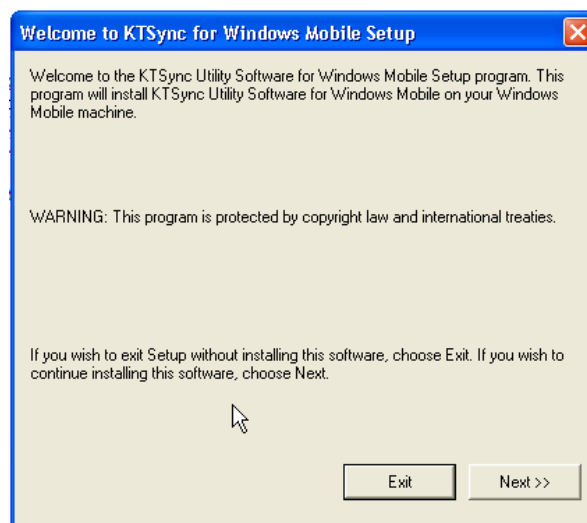 Welcome to KTSync for Windows Mobile Setup
Welcome to the KTSync Utility Software for Windows Mobile Setup program. This
program will install KTSync Utility Software for Windows Mobile on your Windows
Mobile machine.
WARNING: This program is protected by copyright law and international treaties.
If you wish to exit Setup without installing this software, choose Exit. If you wish to
continue installing this software, choose Next.
Exit
Next >>